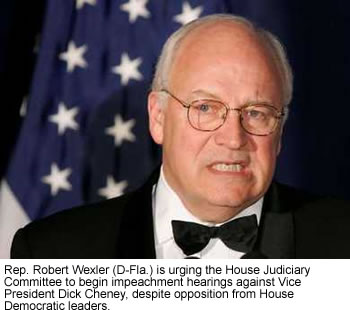 Rep. Robert Wexler (D-Fla.) is urging the House Judiciary
Committee to begin impeachment hearings against Vice
President Dick Cheney, despite opposition from House
Democratic leaders.